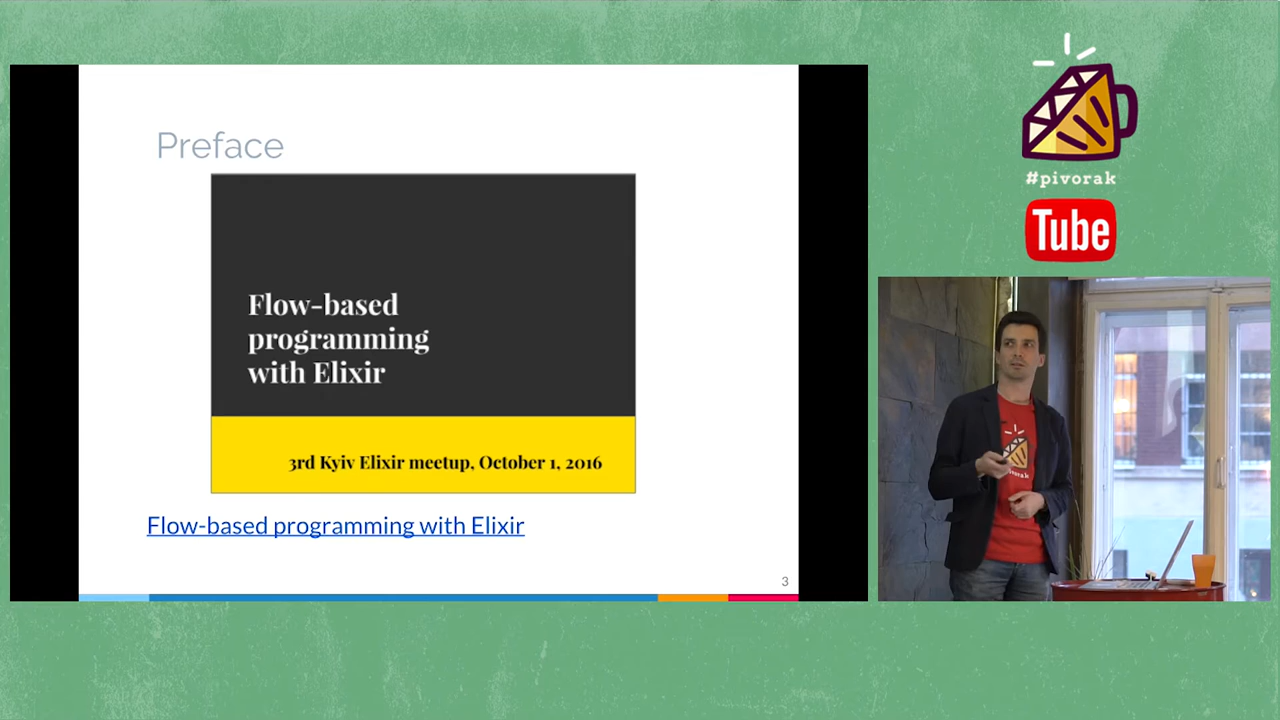 Preface
Flow-based
programming
with Elixir
3rd Kyiv Elixir meetup, October 1, 2016
Flow-based programming with Elixir
3
#pivorak
Tube
pivorak